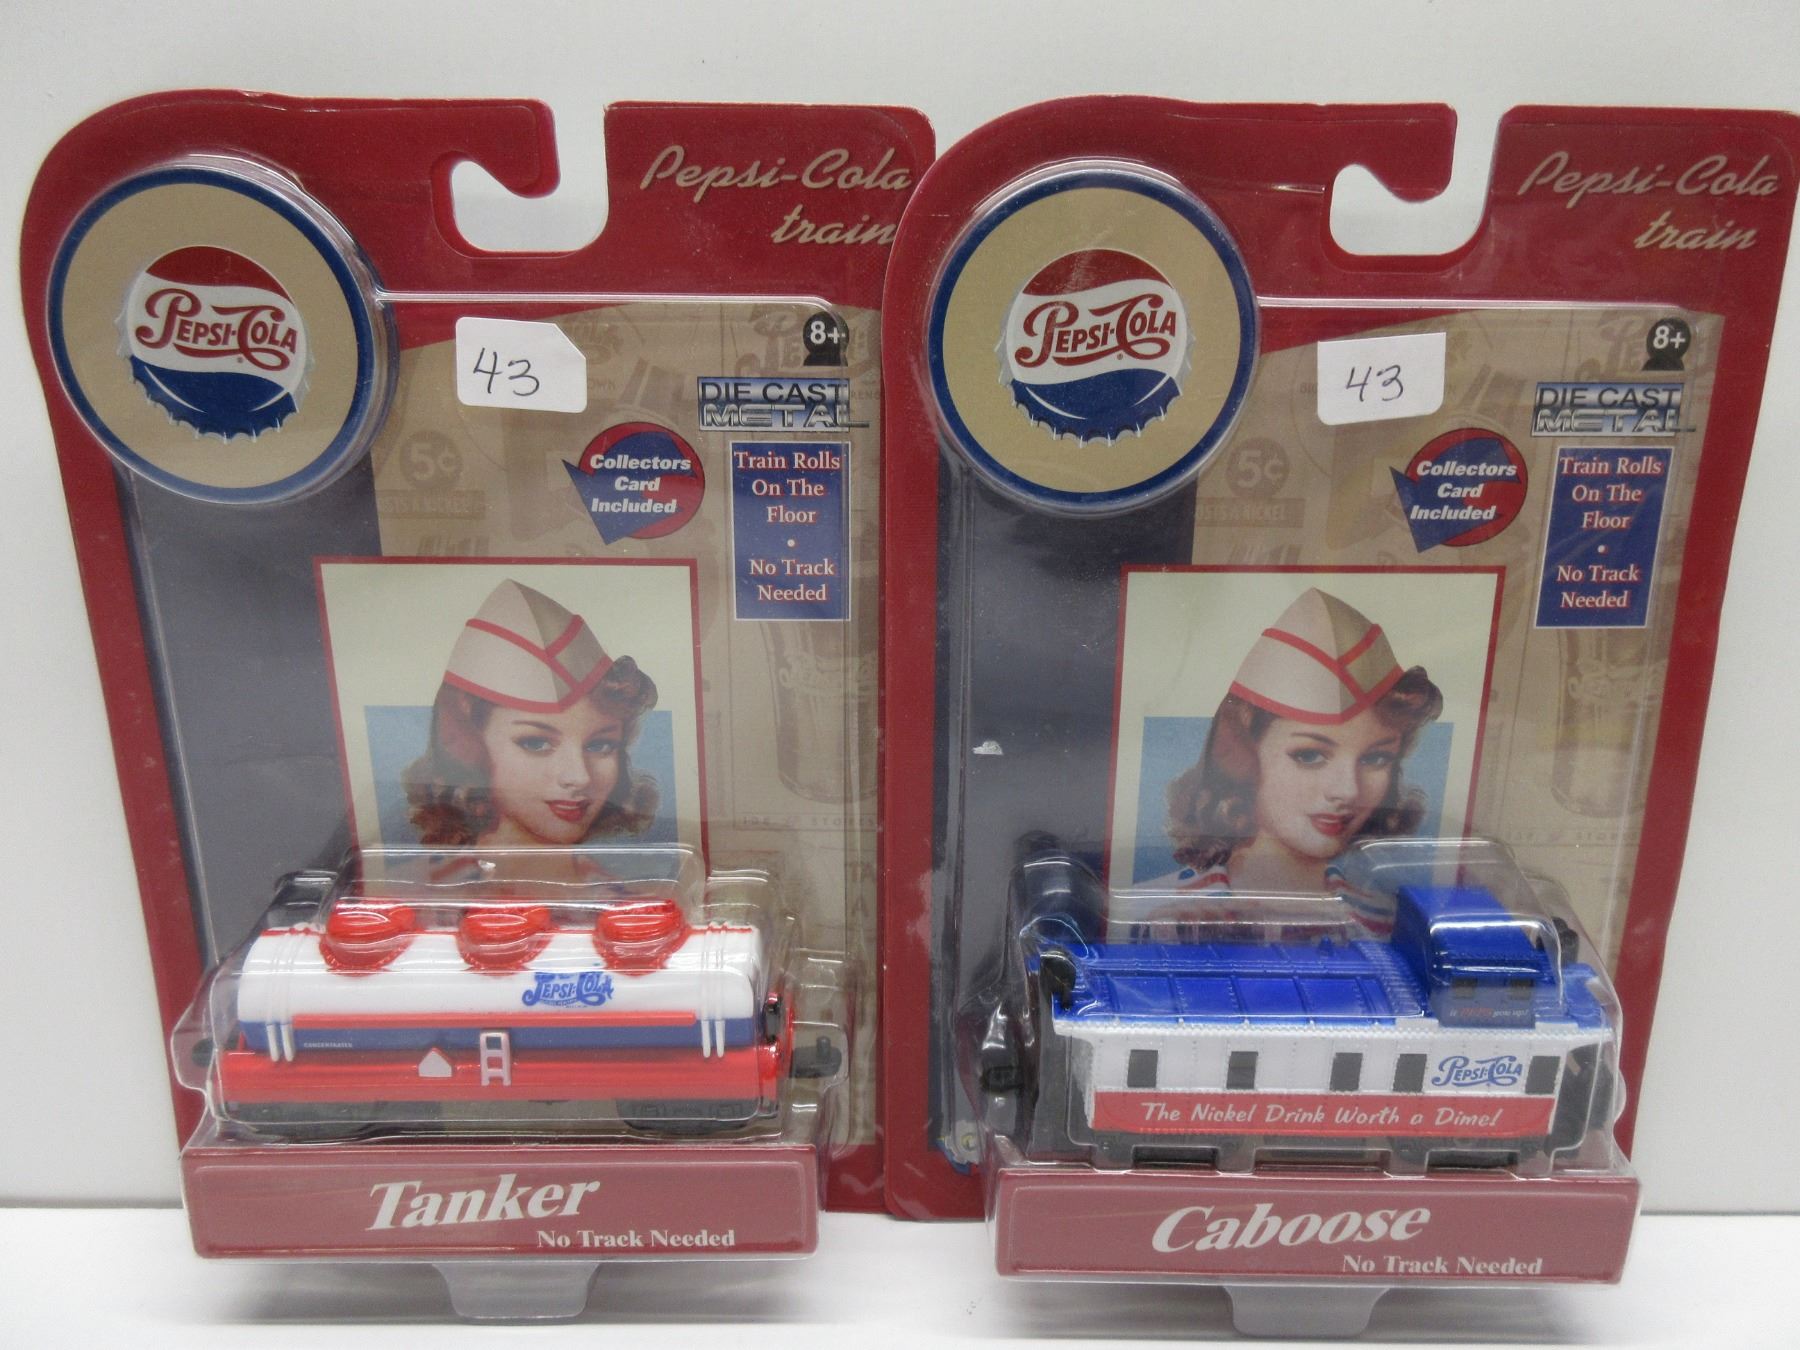 Pepsi-Cola
train
PEPSI-COLA
43
8+
DIE CAST
METAL
Collectors
Card
Included
Train Rolls
On The
Floor
•
No Track
Needed
5¢
PEPSI-COLA
CONCENTRATES
Tanker
No Track Needed
Pepsi-Cola
train
PEPSI-COLA
43
8+
DIE CAST
METAL
Collectors
Card
Included
Train Rolls
On The
Floor
•
No Track
Needed
5¢
PEPSI-COLA
The Nickel Drink Worth a Dime!
Caboose
No Track Needed